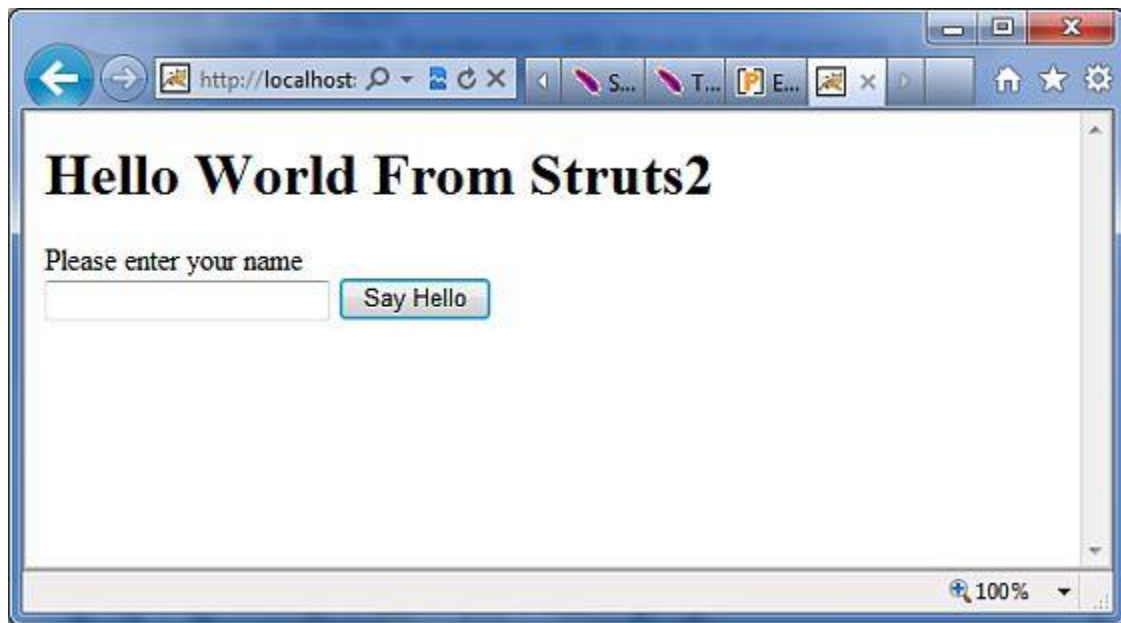 http://localhost:
S...
T...
E...
Hello World From Struts2
Please enter your name
Say Hello
100%